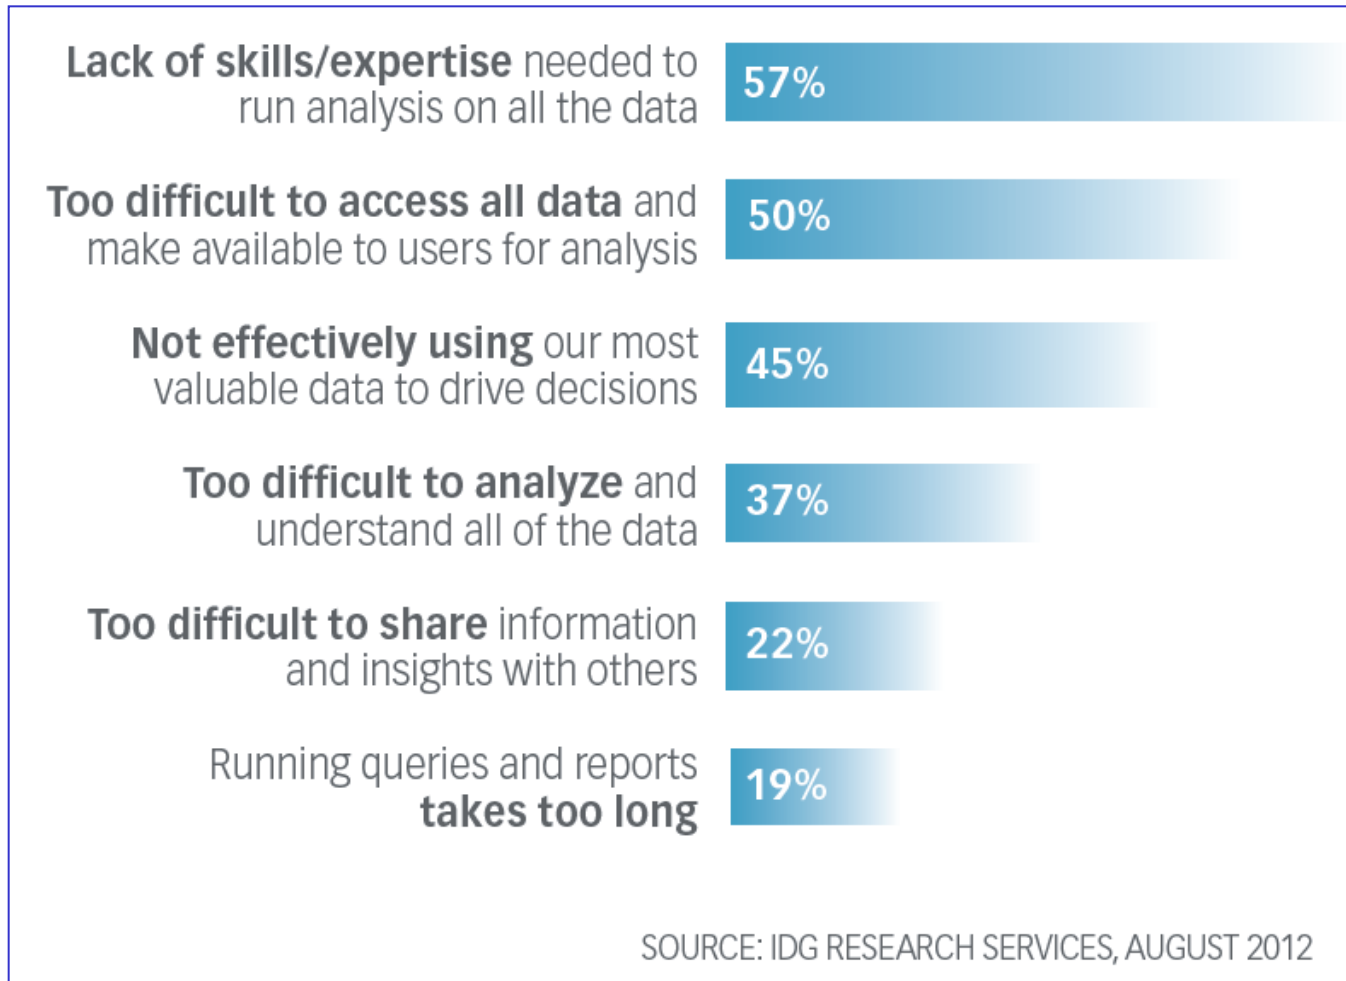 Lack of skills/expertise needed to
run analysis on all the data
57%
Too difficult to access all data and
make available to users for analysis
50%
Not effectively using our most
valuable data to drive decisions
45%
Too difficult to analyze and
understand all of the data
37%
Too difficult to share information
and insights with others
22%
Running queries and reports
takes too long
19%
SOURCE: IDG RESEARCH SERVICES, AUGUST 2012